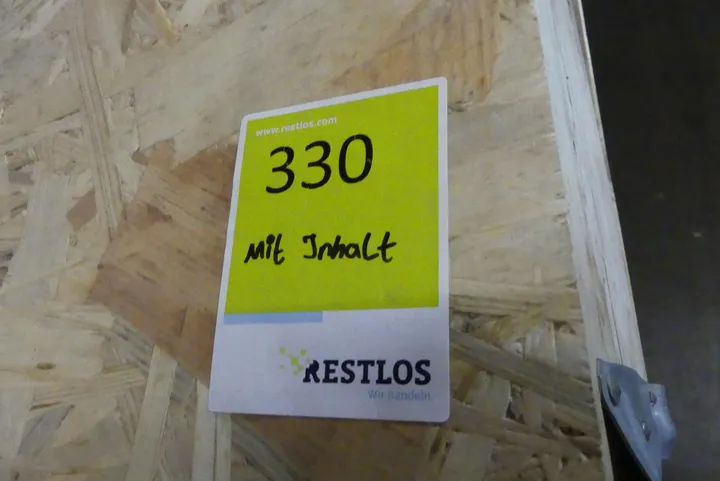 www.restlos.com
330
Mit Inhalt
RESTLOS
Wir handeln.